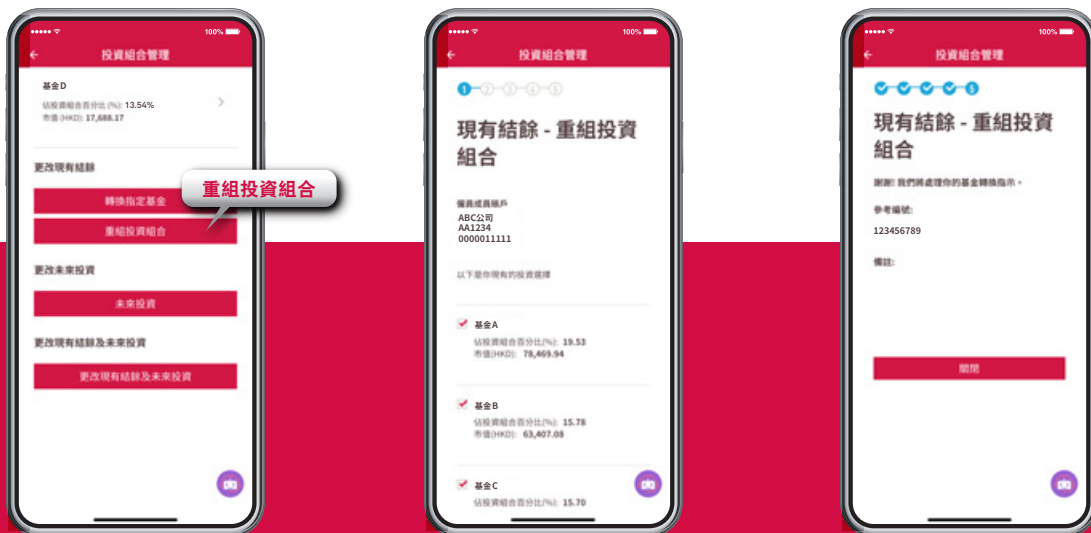 100%
投資組合管理
基金D
佔投資組合百分比 (%): 13.54%
市值 (HKD): 17,688.17
更改現有結餘
轉換指定基金
重組投資組合
重組投資組合
更改未來投資
未來投資
更改現有結餘及未來投資
更改現有結餘及未來投資
100%
投資組合管理
1 2 3 4 5
現有結餘 - 重組投資
組合
僱員成員賬戶
ABC公司
AA1234
0000011111
以下是你現有的投資選擇
基金A
佔投資組合百分比(%): 19.53
市值(HKD): 78,469.94
基金B
佔投資組合百分比(%): 15.78
市值(HKD): 63,407.08
基金C
佔投資組合百分比(%): 15.70
100%
投資組合管理
5
現有結餘 - 重組投資
組合
謝謝! 我們將處理你的基金轉換指示。
參考編號:
123456789
備註:
關閉